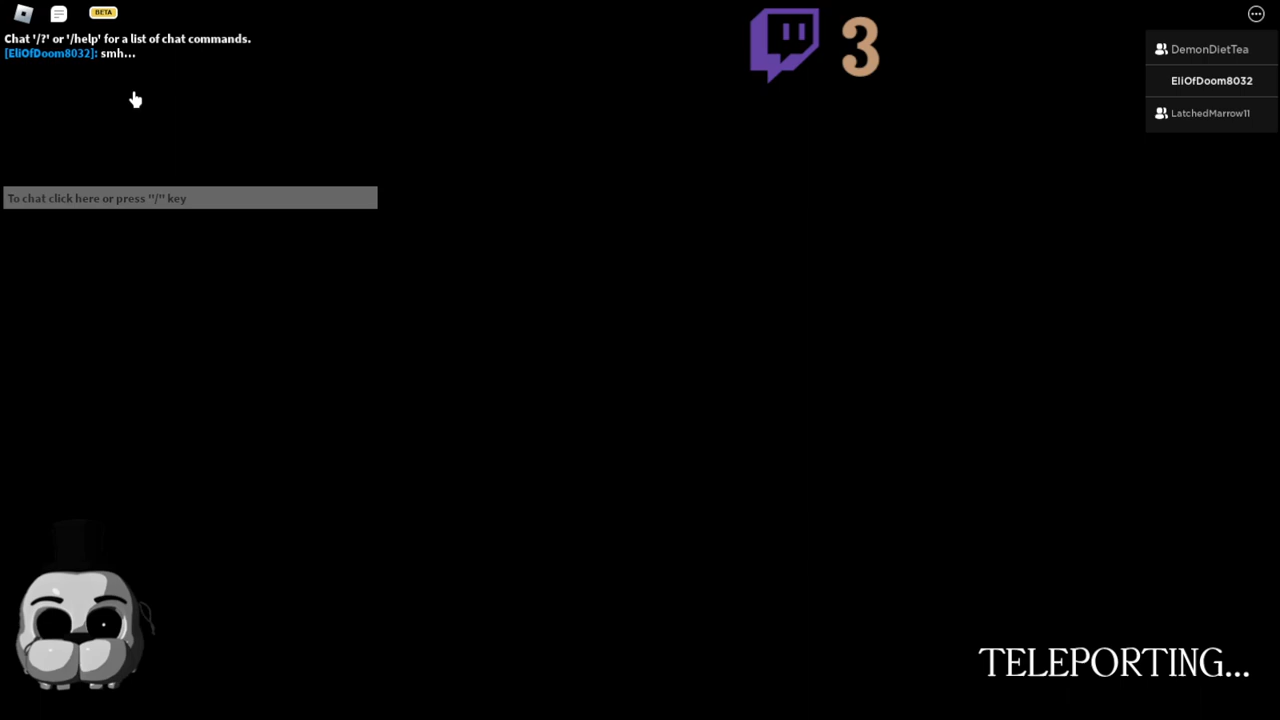 BETA
Chat '/?' or '/help' for a list of chat commands.
[EliOfDoom8032]: smh...
To chat click here or press "/" key
3
DemonDietTea
EliOfDoom8032
LatchedMarrow11
TELEPORTING...